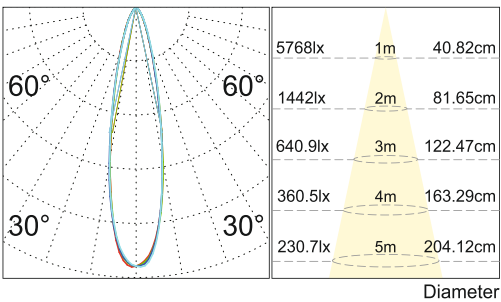 60° 60°
30° 30°
5768lx 1m 40.82cm
1442lx 2m 81.65cm
640.9lx 3m 122.47cm
360.5lx 4m 163.29cm
230.7lx 5m 204.12cm
Diameter